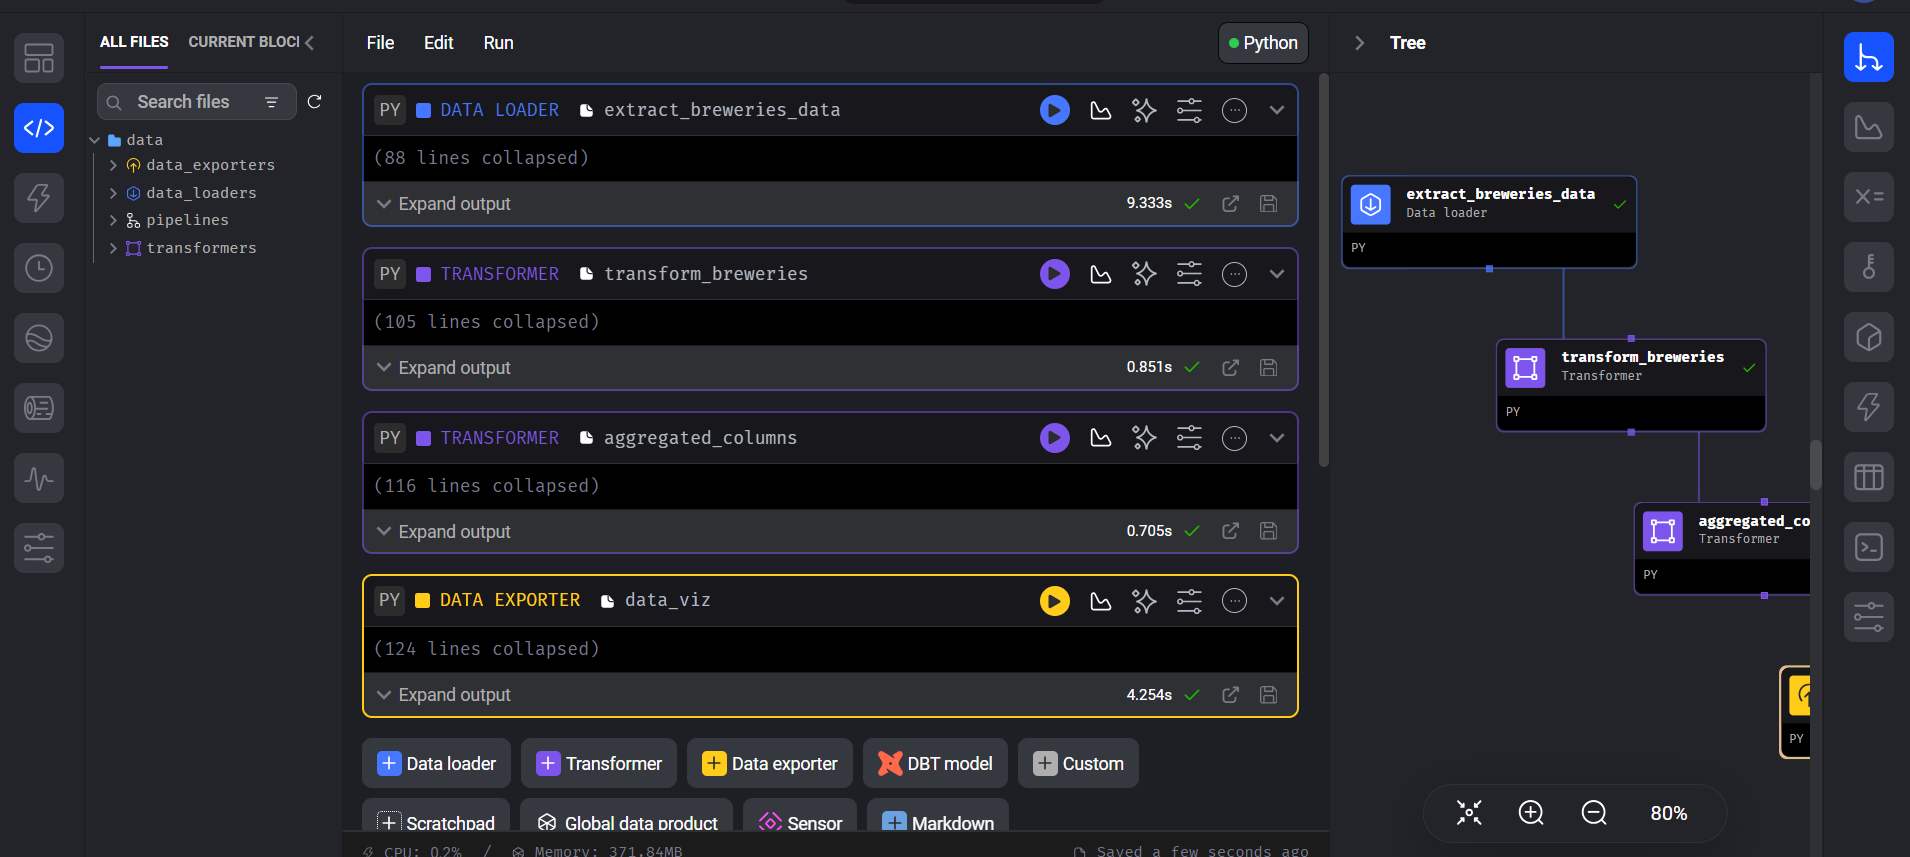 ALL FILES CURRENT BLOC
Search files
data
data_exporters
data_loaders
pipelines
transformers
File Edit Run
Python
PY DATA LOADER extract_breweries_data
(88 lines collapsed)
Expand output 9.333s
PY TRANSFORMER transform_breweries
(105 lines collapsed)
Expand output 0.851s
PY TRANSFORMER aggregated_columns
(116 lines collapsed)
Expand output 0.705s
PY DATA EXPORTER data_viz
(124 lines collapsed)
Expand output 4.254s
Data loader Transformer Data exporter DBT model Custom
Scratchpad Global data product Sensor Markdown
CPU: 0.2% / Memory: 371.84MB Saved a few seconds ago
Tree
extract_breweries_data
Data loader
PY
transform_breweries
Transformer
PY
aggregated_co
Transformer
PY
PY
80%